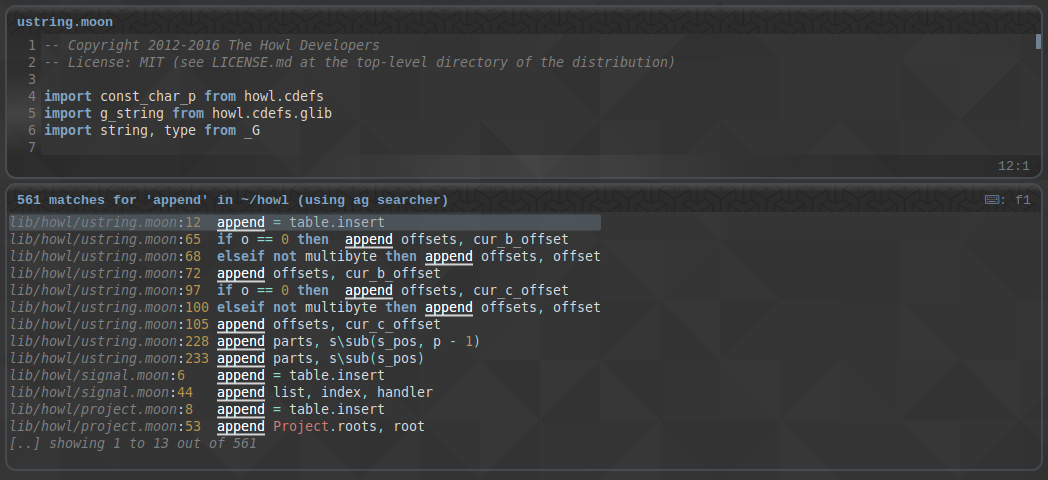 ustring.moon
1 -- Copyright 2012-2016 The Howl Developers
2 -- License: MIT (see LICENSE.md at the top-level directory of the distribution)
3
4 import const_char_p from howl.cdefs
5 import g_string from howl.cdefs.glib
6 import string, type from _G
7
12:1
561 matches for 'append' in ~/howl (using ag searcher) ⌨: f1
lib/howl/ustring.moon:12 append = table.insert
lib/howl/ustring.moon:65 if o == 0 then  append offsets, cur_b_offset
lib/howl/ustring.moon:68 elseif not multibyte then append offsets, offset
lib/howl/ustring.moon:72 append offsets, cur_b_offset
lib/howl/ustring.moon:97 if o == 0 then  append offsets, cur_c_offset
lib/howl/ustring.moon:100 elseif not multibyte then append offsets, offset
lib/howl/ustring.moon:105 append offsets, cur_c_offset
lib/howl/ustring.moon:228 append parts, s\sub(s_pos, p - 1)
lib/howl/ustring.moon:233 append parts, s\sub(s_pos)
lib/howl/signal.moon:6 append = table.insert
lib/howl/signal.moon:44 append list, index, handler
lib/howl/project.moon:8 append = table.insert
lib/howl/project.moon:53 append Project.roots, root
[..] showing 1 to 13 out of 561